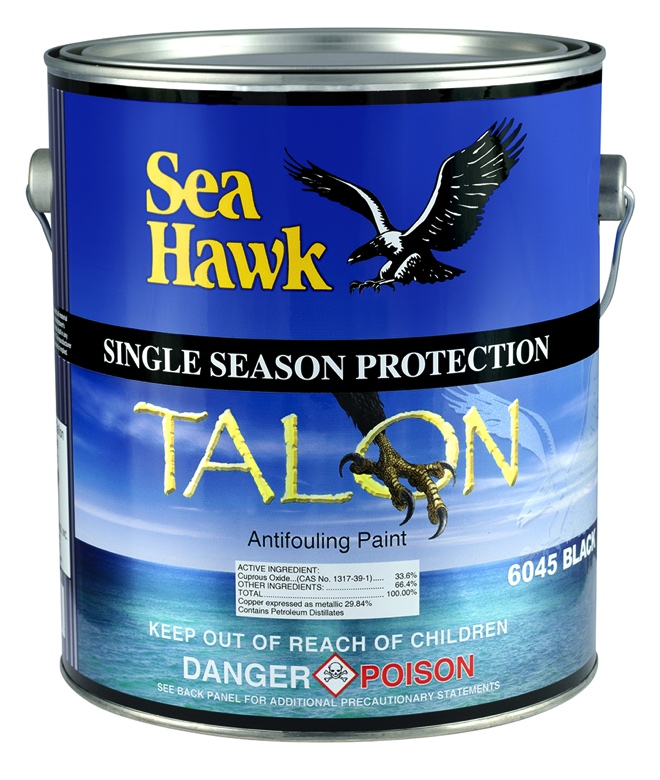 Sea
Hawk
SINGLE SEASON PROTECTION
TALON
Antifouling Paint
6045 BLACK
ACTIVE INGREDIENT:
Cuprous Oxide...(CAS No. 1317-39-1)..... 33.6%
OTHER INGREDIENTS: ..................... 66.4%
TOTAL........................................ 100.00%
Copper expressed as metallic 29.84%
Contains Petroleum Distillates
KEEP OUT OF REACH OF CHILDREN
DANGER POISON
SEE BACK PANEL FOR ADDITIONAL PRECAUTIONARY STATEMENTS